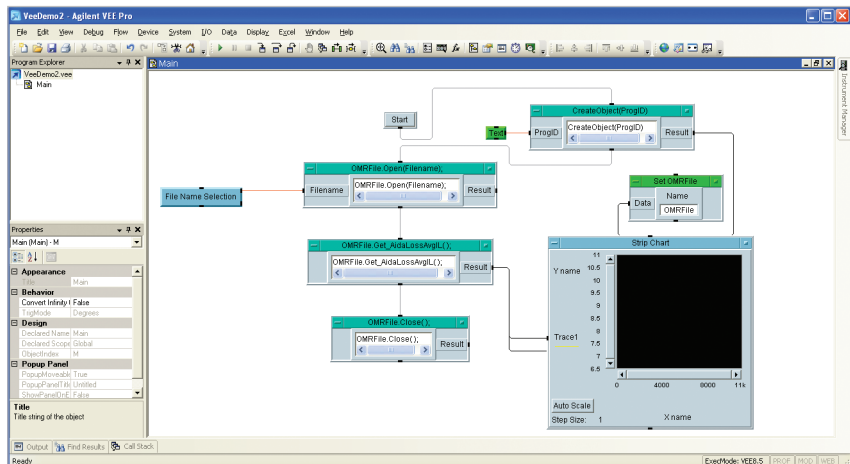 VeeDemo2 - Agilent VEE Pro
File Edit View Debug Flow Device System I/O Data Display Excel Window Help
Program Explorer
VeeDemo2.vee
Main
Main
Instrument Manager
Start
Text
CreateObject(ProgID)
ProgID
CreateObject(ProgID)
Result
OMRFile.Open(Filename);
Filename
OMRFile.Open(Filename);
Result
File Name Selection
Set OMRFile
Data
Name
OMRFile
OMRFile.Get_AidaLossAvgIL();
OMRFile.Get_AidaLossAvgIL();
Result
OMRFile.Close();
OMRFile.Close();
Result
Strip Chart
Y name
Trace1
11
10.5
10
9.5
9
8.5
8
7.5
7
6.5
0 4000 8000 11k
Auto Scale
Step Size: 1
X name
Properties
Main (Main) - M
Appearance
Title Main
Behavior
Convert Infinity False
TrigMode Degrees
Design
Declared Name Main
Declared Scope Global
ObjectIndex M
Popup Panel
PopupMoveable True
PopupPanelTitle Untitled
ShowPanelOnE False
Title
Title string of the object
Output Find Results Call Stack
Ready
ExecMode: VEE8.5 PROF MOD WEB